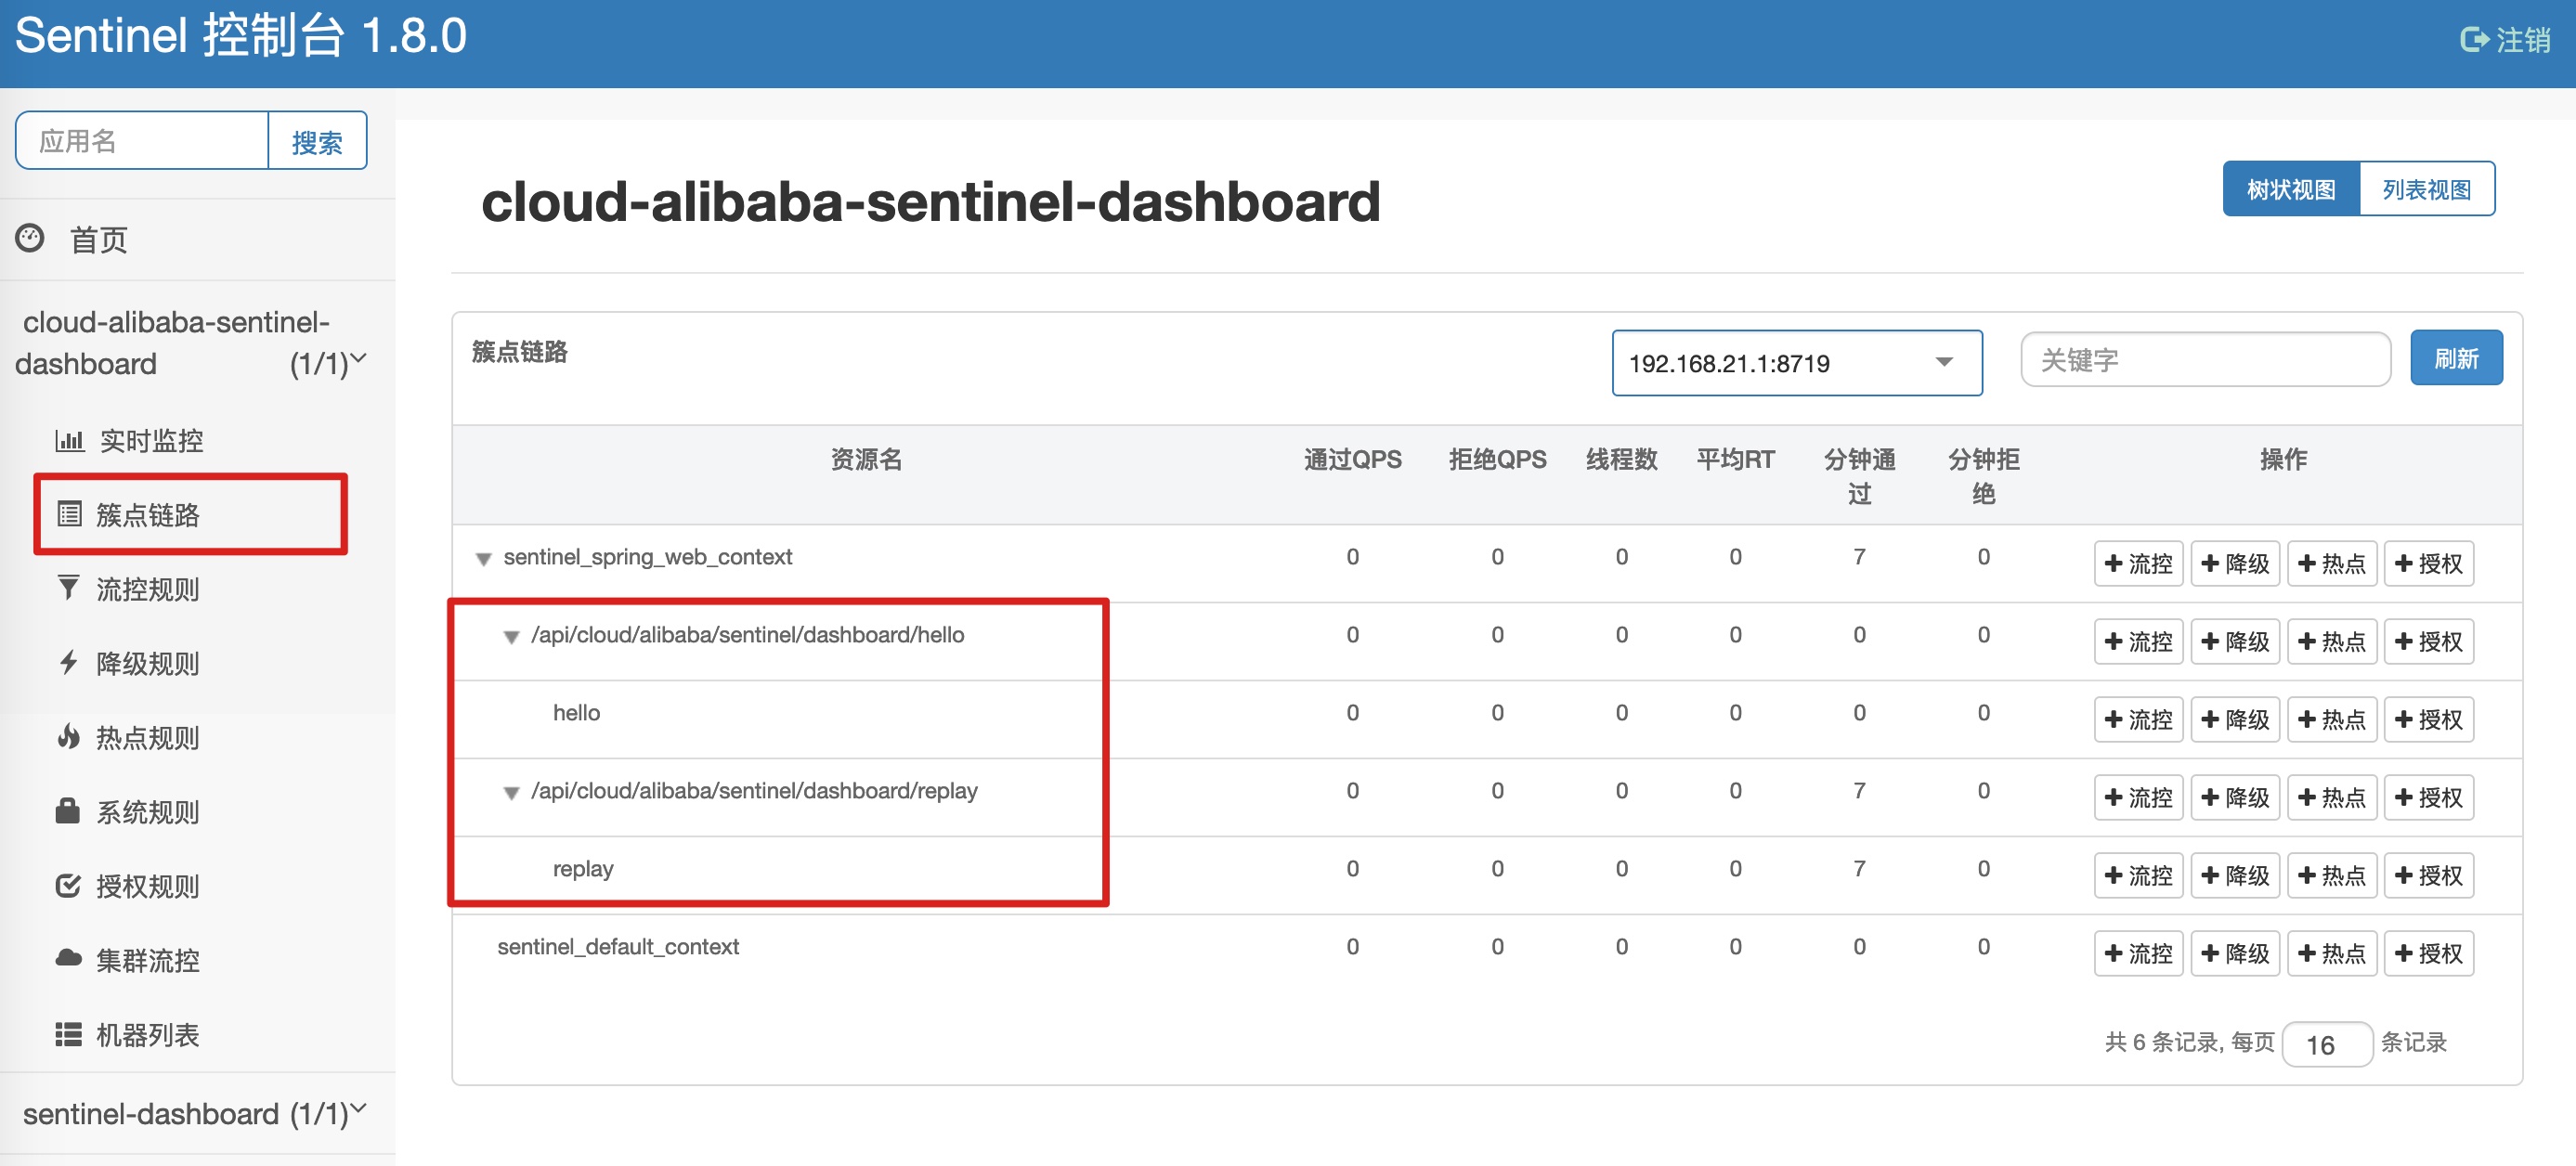 Sentinel 控制台 1.8.0
注销
应用名
搜索
首页
cloud-alibaba-sentinel-
dashboard (1/1)
实时监控
簇点链路
流控规则
降级规则
热点规则
系统规则
授权规则
集群流控
机器列表
sentinel-dashboard (1/1)
cloud-alibaba-sentinel-dashboard
树状视图 列表视图
簇点链路
192.168.21.1:8719
关键字
刷新
资源名 通过QPS 拒绝QPS 线程数 平均RT 分钟通 分钟拒 操作
过 绝
sentinel_spring_web_context 0 0 0 0 7 0 流控 降级 热点 授权
/api/cloud/alibaba/sentinel/dashboard/hello 0 0 0 0 0 0 流控 降级 热点 授权
hello 0 0 0 0 0 0 流控 降级 热点 授权
/api/cloud/alibaba/sentinel/dashboard/replay 0 0 0 0 7 0 流控 降级 热点 授权
replay 0 0 0 0 7 0 流控 降级 热点 授权
sentinel_default_context 0 0 0 0 0 0 流控 降级 热点 授权
共 6 条记录, 每页 16 条记录